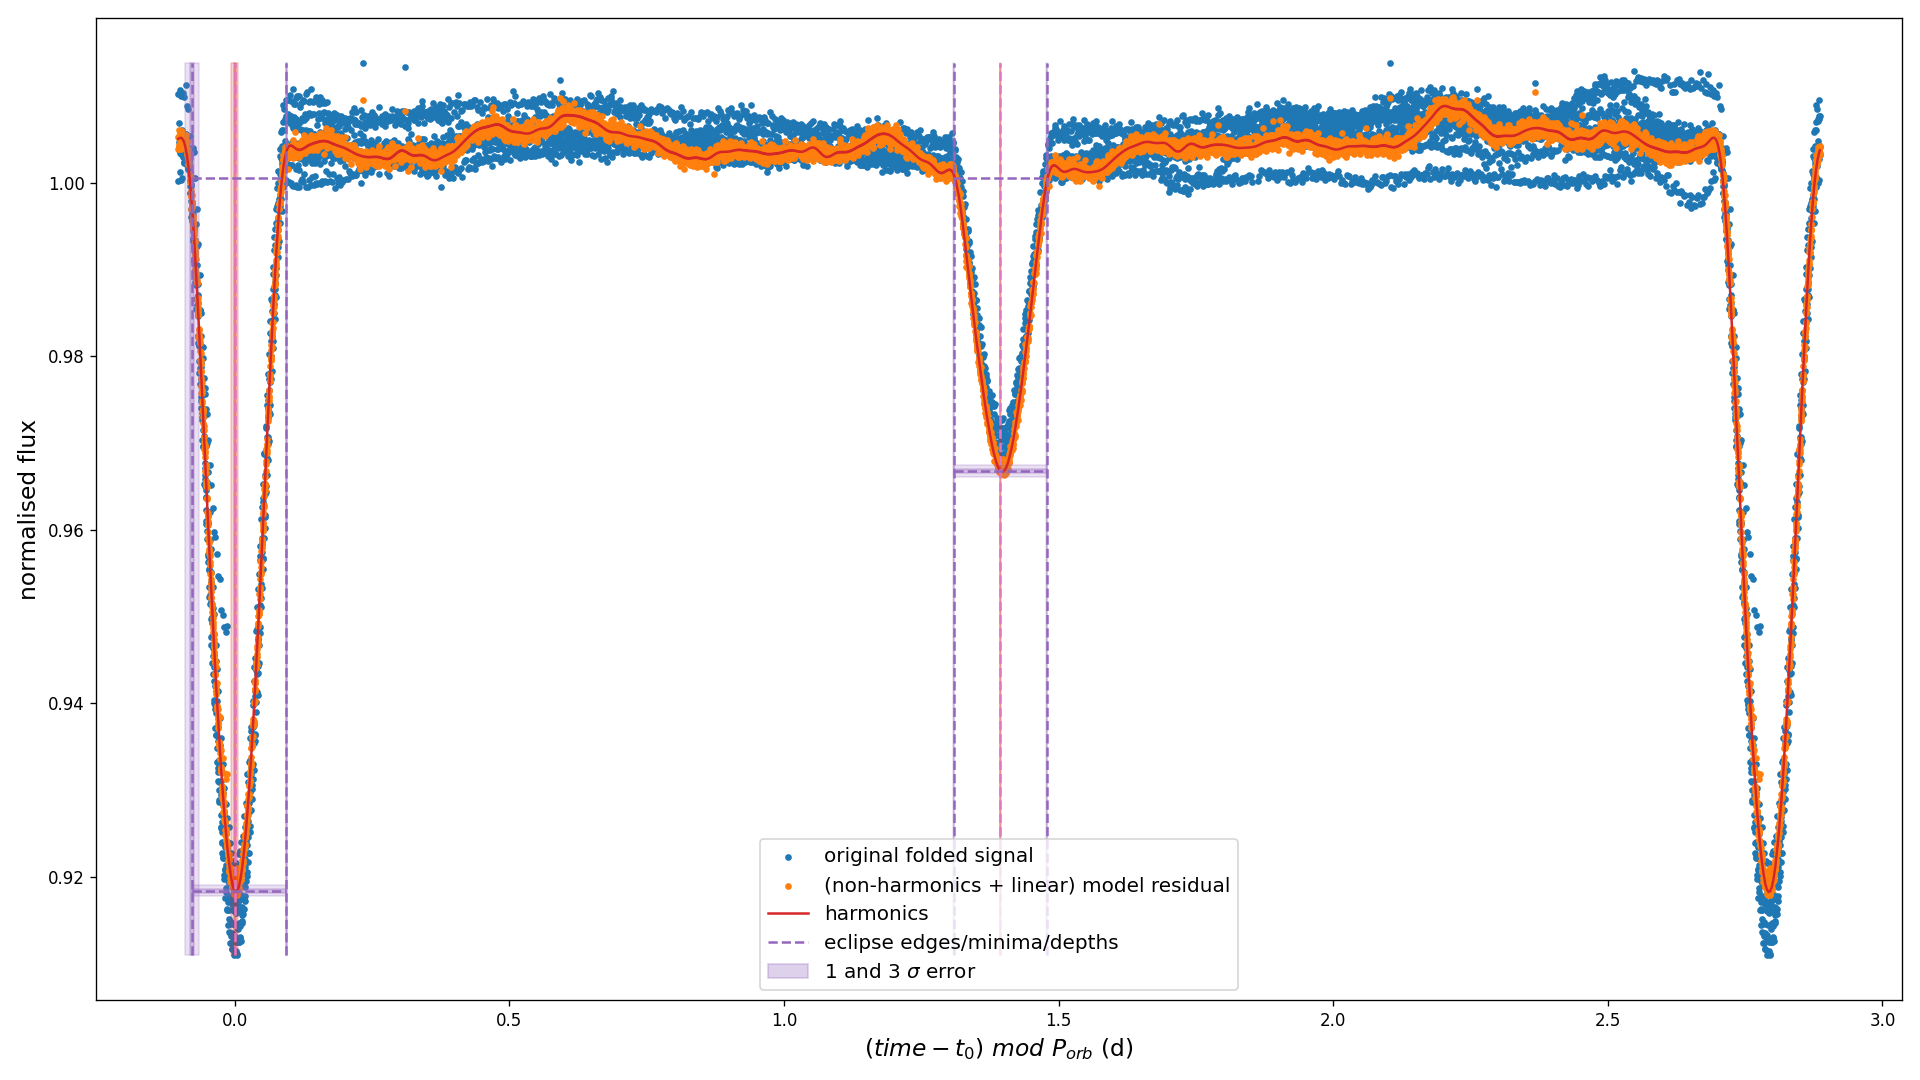 normalised flux
1.00
0.98
0.96
0.94
0.92
original folded signal
(non-harmonics + linear) model residual
harmonics
eclipse edges/minima/depths
1 and 3 σ error
0.0 0.5 1.0 1.5 2.0 2.5 3.0
(time − t₀) mod P_orb (d)